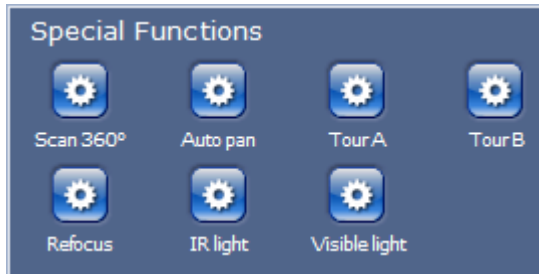 Special Functions
Scan 360° Auto pan Tour A Tour B
Refocus IR light Visible light